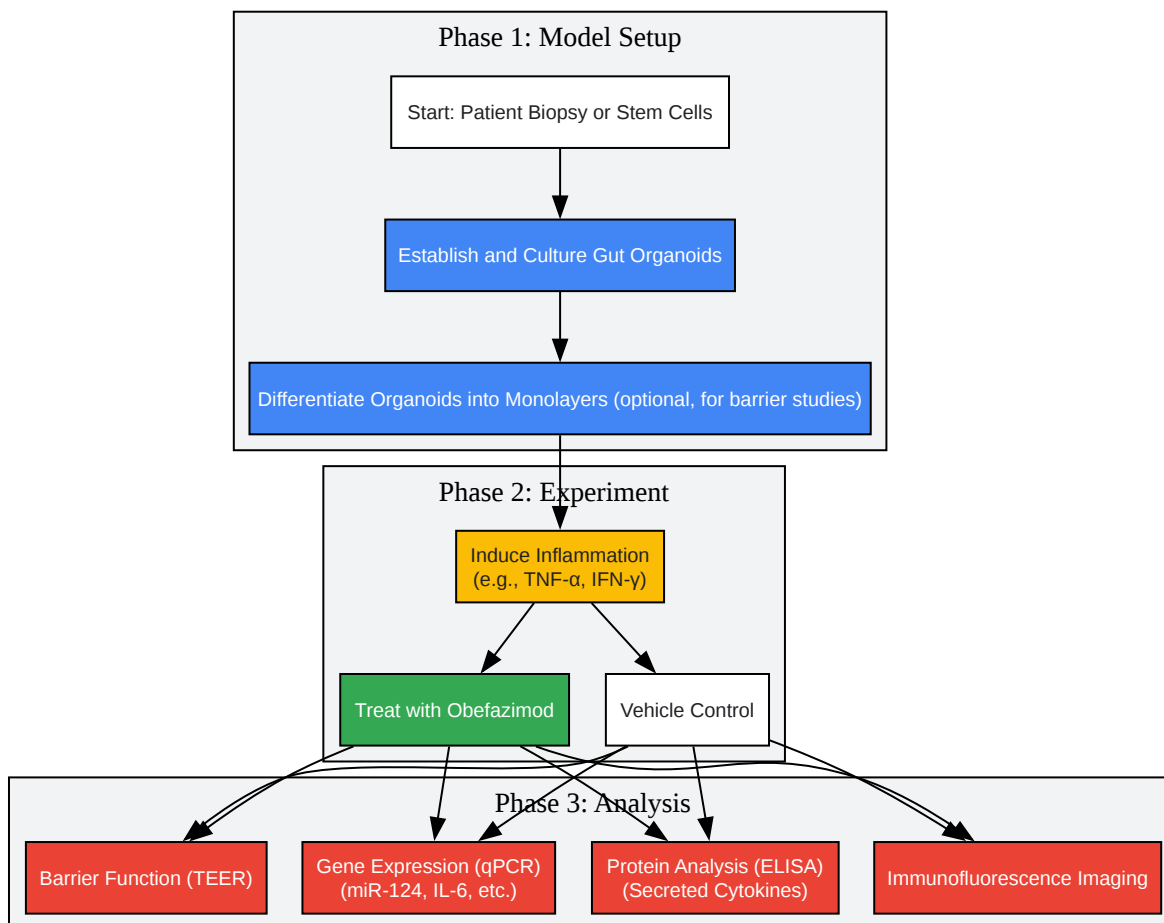 Phase 1: Model Setup
Start: Patient Biopsy or Stem Cells
Establish and Culture Gut Organoids
Differentiate Organoids into Monolayers (optional, for barrier studies)
Phase 2: Experiment
Induce Inflammation
(e.g., TNF-α, IFN-γ)
Treat with Obefazimod
Vehicle Control
Phase 3: Analysis
Barrier Function (TEER)
Gene Expression (qPCR)
(miR-124, IL-6, etc.)
Protein Analysis (ELISA)
(Secreted Cytokines)
Immunofluorescence Imaging